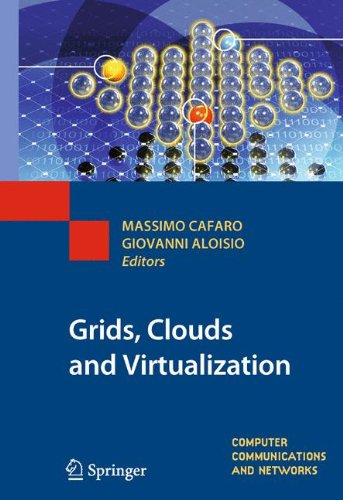 MASSIMO CAFARO
GIOVANNI ALOISIO
Editors
Grids, Clouds
and Virtualization
COMPUTER
COMMUNICATIONS
AND NETWORKS
Springer